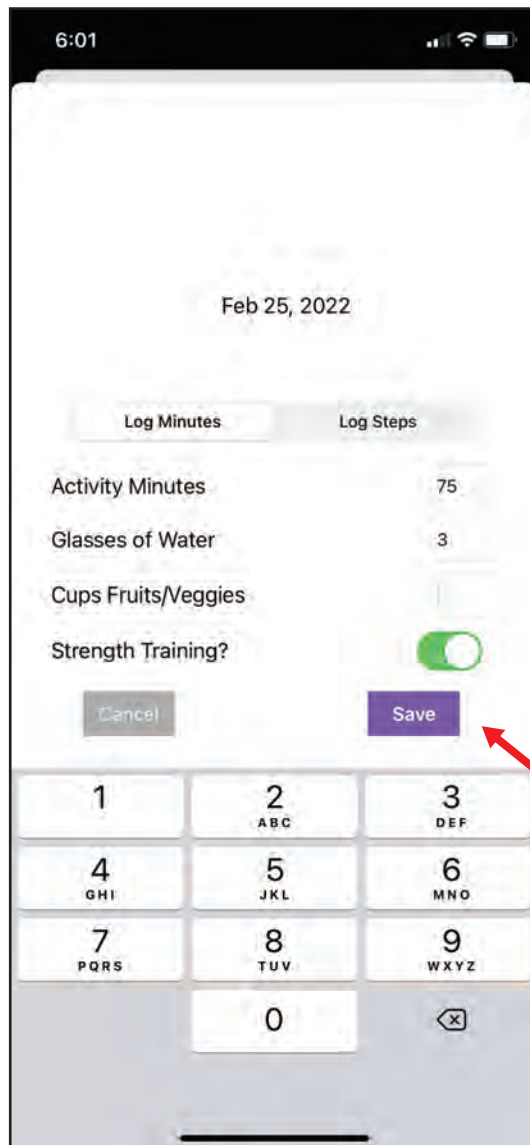 6:01
Feb 25, 2022
Log Minutes Log Steps
Activity Minutes 75
Glasses of Water 3
Cups Fruits/Veggies
Strength Training?
Cancel Save
1 2 3
ABC DEF
4 5 6
GHI JKL MNO
7 8 9
PQRS TUV WXYZ
0